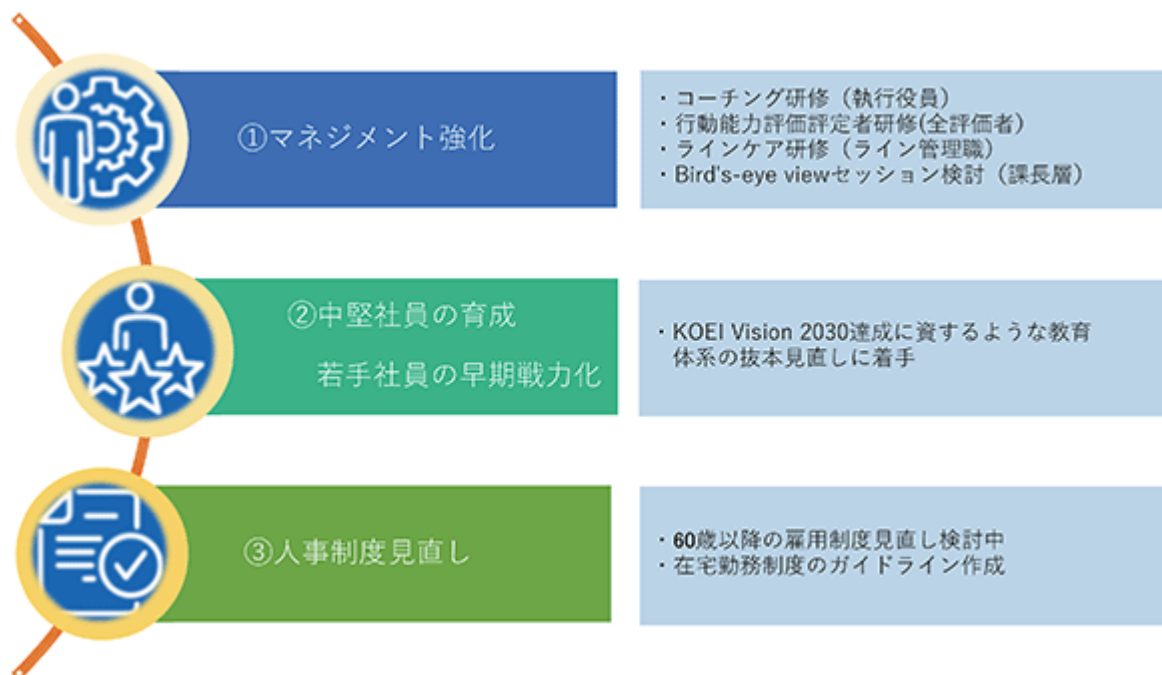 ①マネジメント強化
・コーチング研修（執行役員）
・行動能力評価評定者研修(全評価者)
・ラインケア研修（ライン管理職）
・Bird's-eye viewセッション検討（課長層）
②中堅社員の育成
若手社員の早期戦力化
・KOEI Vision 2030達成に資するような教育
体系の抜本見直しに着手
③人事制度見直し
・60歳以降の雇用制度見直し検討中
・在宅勤務制度のガイドライン作成